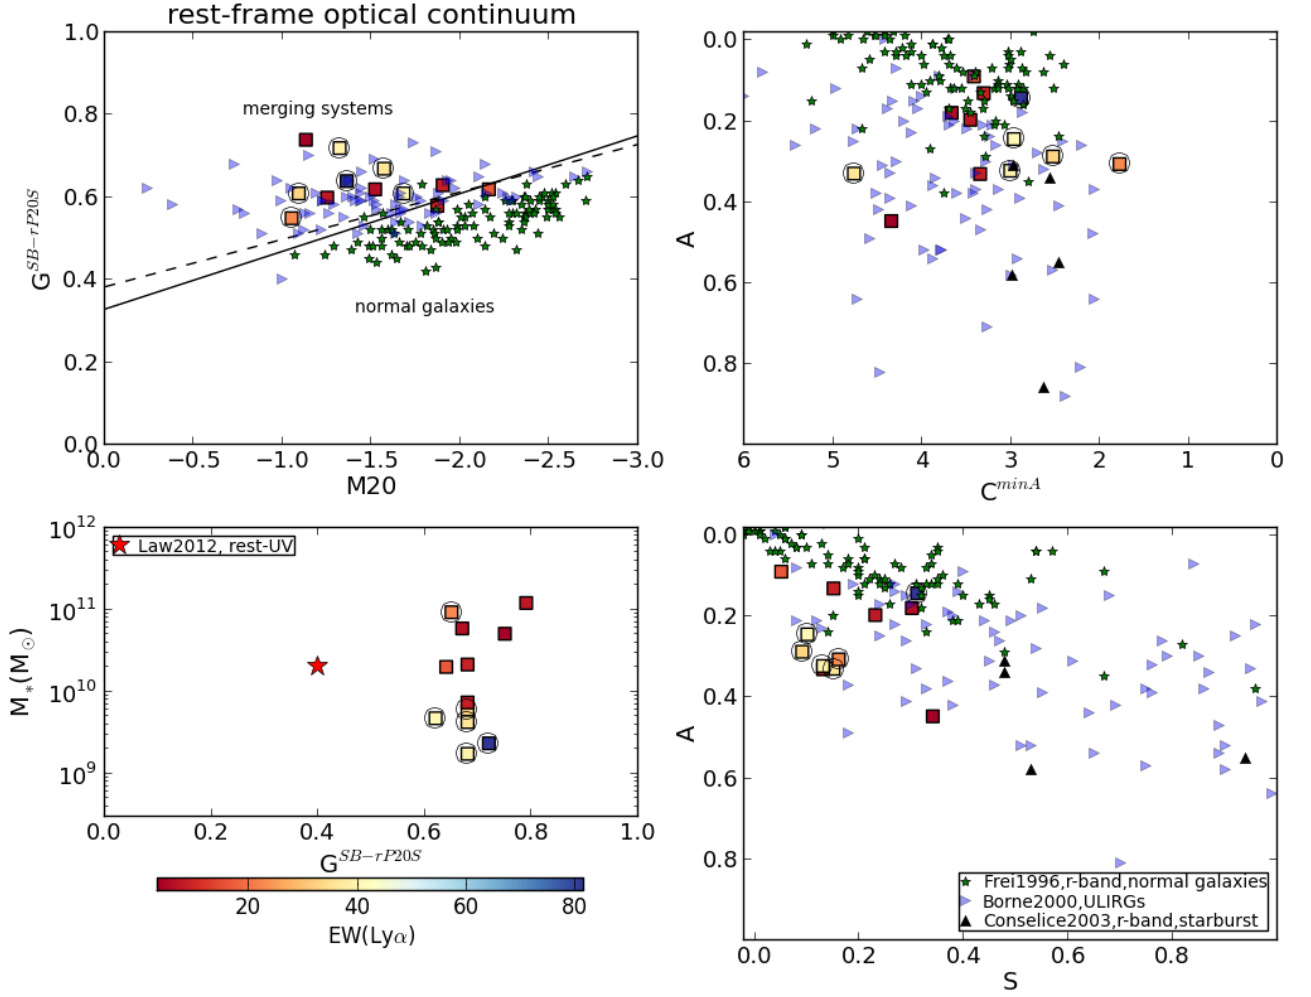 rest-frame optical continuum
1.0
0.8
0.6
0.4
0.2
0.0
G^{SB−rP20S}
merging systems
normal galaxies
0.0 −0.5 −1.0 −1.5 −2.0 −2.5 −3.0
M20
0.0
0.2
0.4
0.6
0.8
A
6 5 4 3 2 1 0
C^{minA}
10^{12}
10^{11}
10^{10}
10^{9}
M_*(M_⊙)
Law2012, rest-UV
0.0 0.2 0.4 0.6 0.8 1.0
G^{SB−rP20S}
20 40 60 80
EW(Lyα)
0.0
0.2
0.4
0.6
0.8
A
Frei1996,r-band,normal galaxies
Borne2000,ULIRGs
Conselice2003,r-band,starburst
0.0 0.2 0.4 0.6 0.8
S